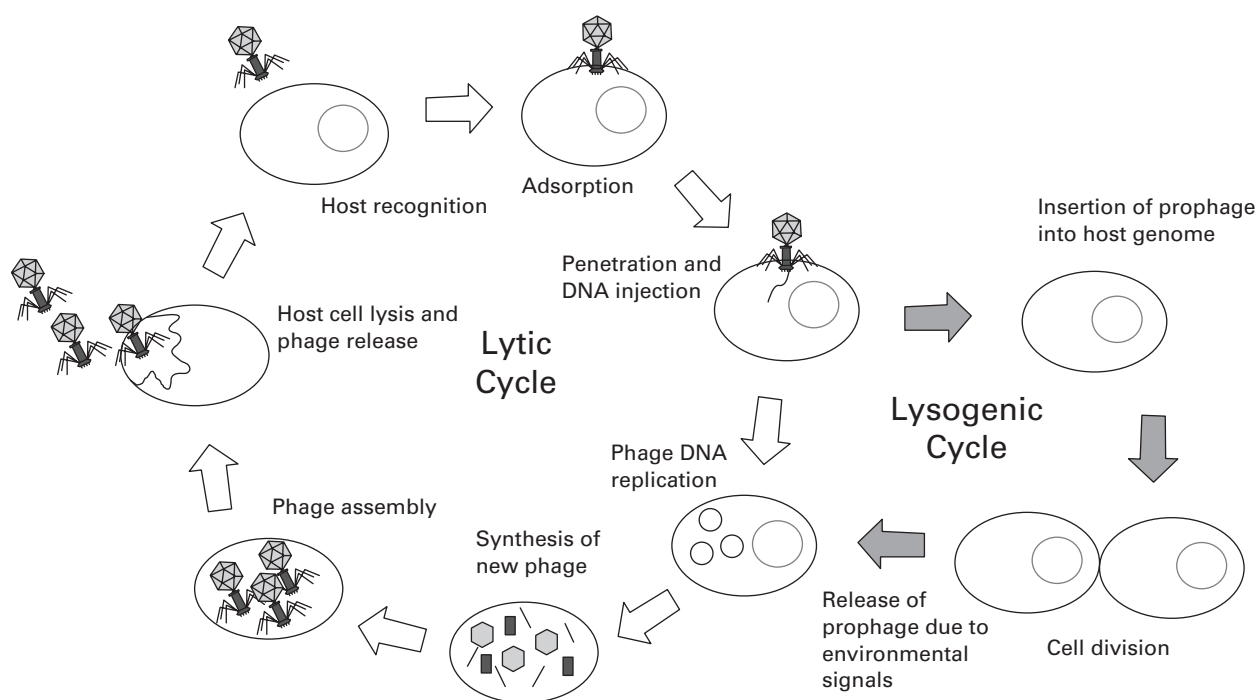 Host recognition
Adsorption
Penetration and
DNA injection
Insertion of prophage
into host genome
Host cell lysis and
phage release
Lytic
Cycle
Lysogenic
Cycle
Phage DNA
replication
Phage assembly
Synthesis of
new phage
Release of
prophage due to
environmental
signals
Cell division